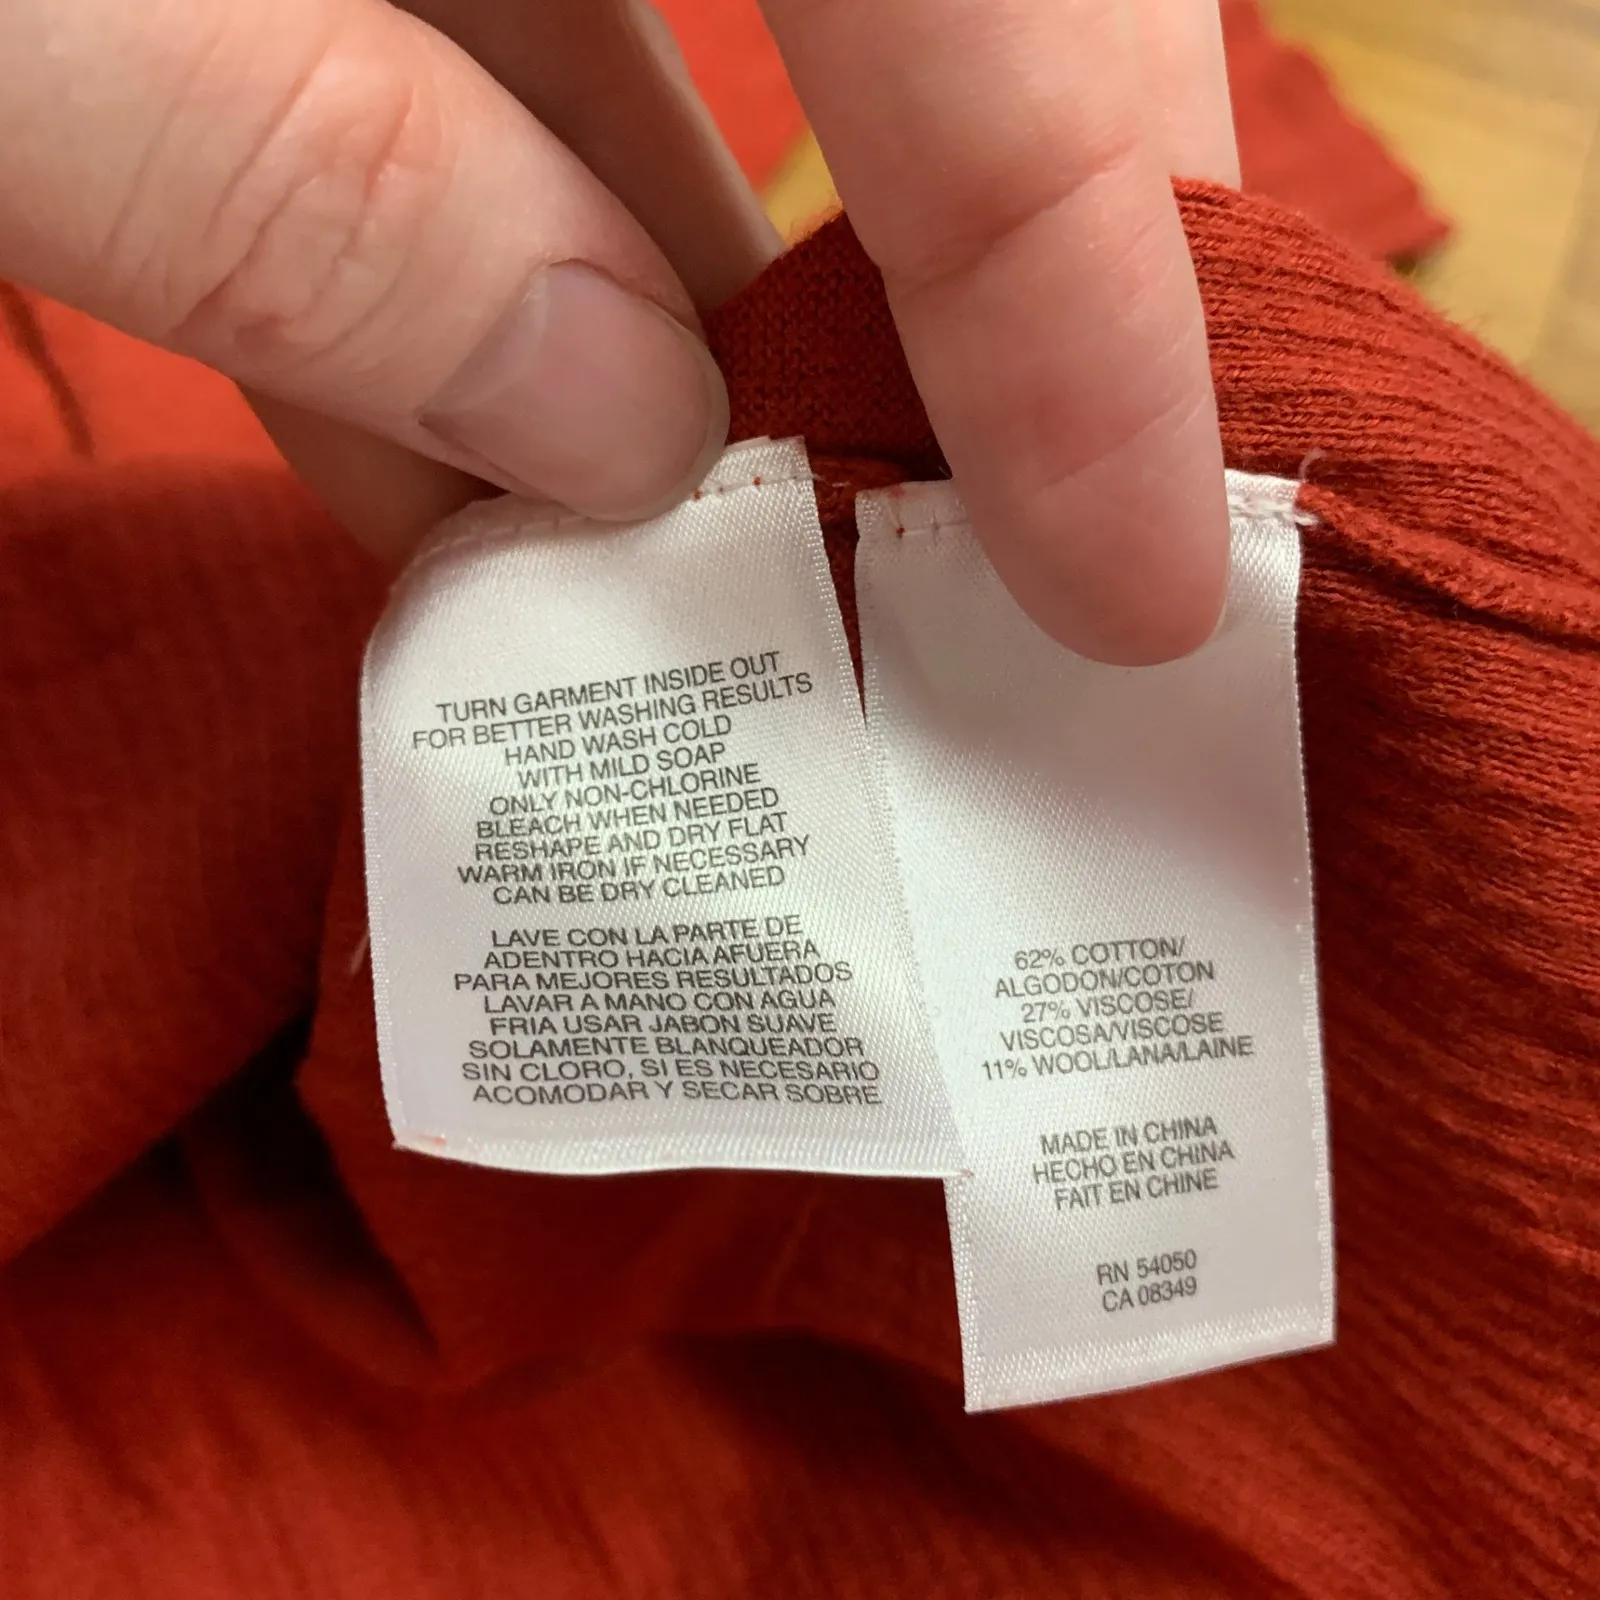 TURN GARMENT INSIDE OUT
FOR BETTER WASHING RESULTS
HAND WASH COLD
WITH MILD SOAP
ONLY NON-CHLORINE
BLEACH WHEN NEEDED
RESHAPE AND DRY FLAT
WARM IRON IF NECESSARY
CAN BE DRY CLEANED
LAVE CON LA PARTE DE
ADENTRO HACIA AFUERA
PARA MEJORES RESULTADOS
LAVAR A MANO CON AGUA
FRIA USAR JABON SUAVE
SOLAMENTE BLANQUEADOR
SIN CLORO, SI ES NECESARIO
ACOMODAR Y SECAR SOBRE
62% COTTON/
ALGODON/COTON
27% VISCOSE/
VISCOSA/VISCOSE
11% WOOL/LANA/LAINE
MADE IN CHINA
HECHO EN CHINA
FAIT EN CHINE
RN 54050
CA 08349